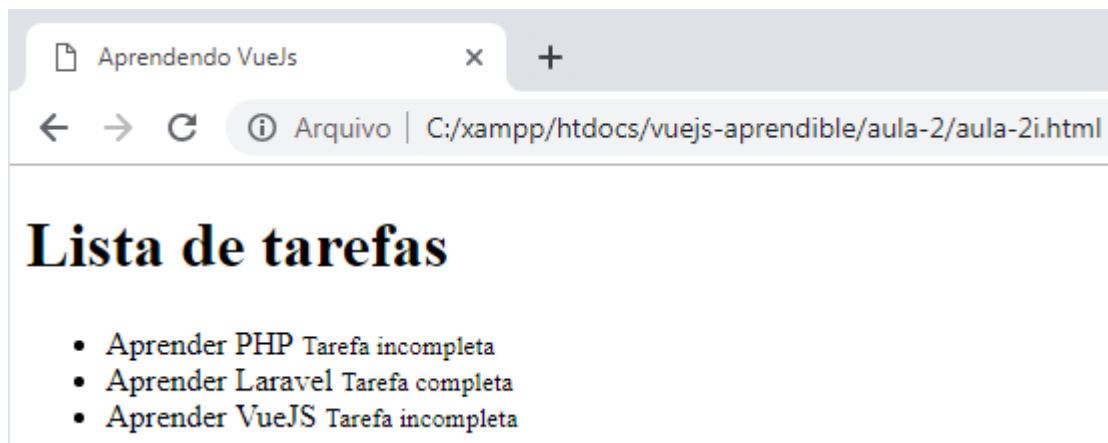 Aprendendo VueJs
Arquivo C:/xampp/htdocs/vuejs-aprendible/aula-2/aula-2i.html
Lista de tarefas
Aprender PHP Tarefa incompleta
Aprender Laravel Tarefa completa
Aprender VueJS Tarefa incompleta